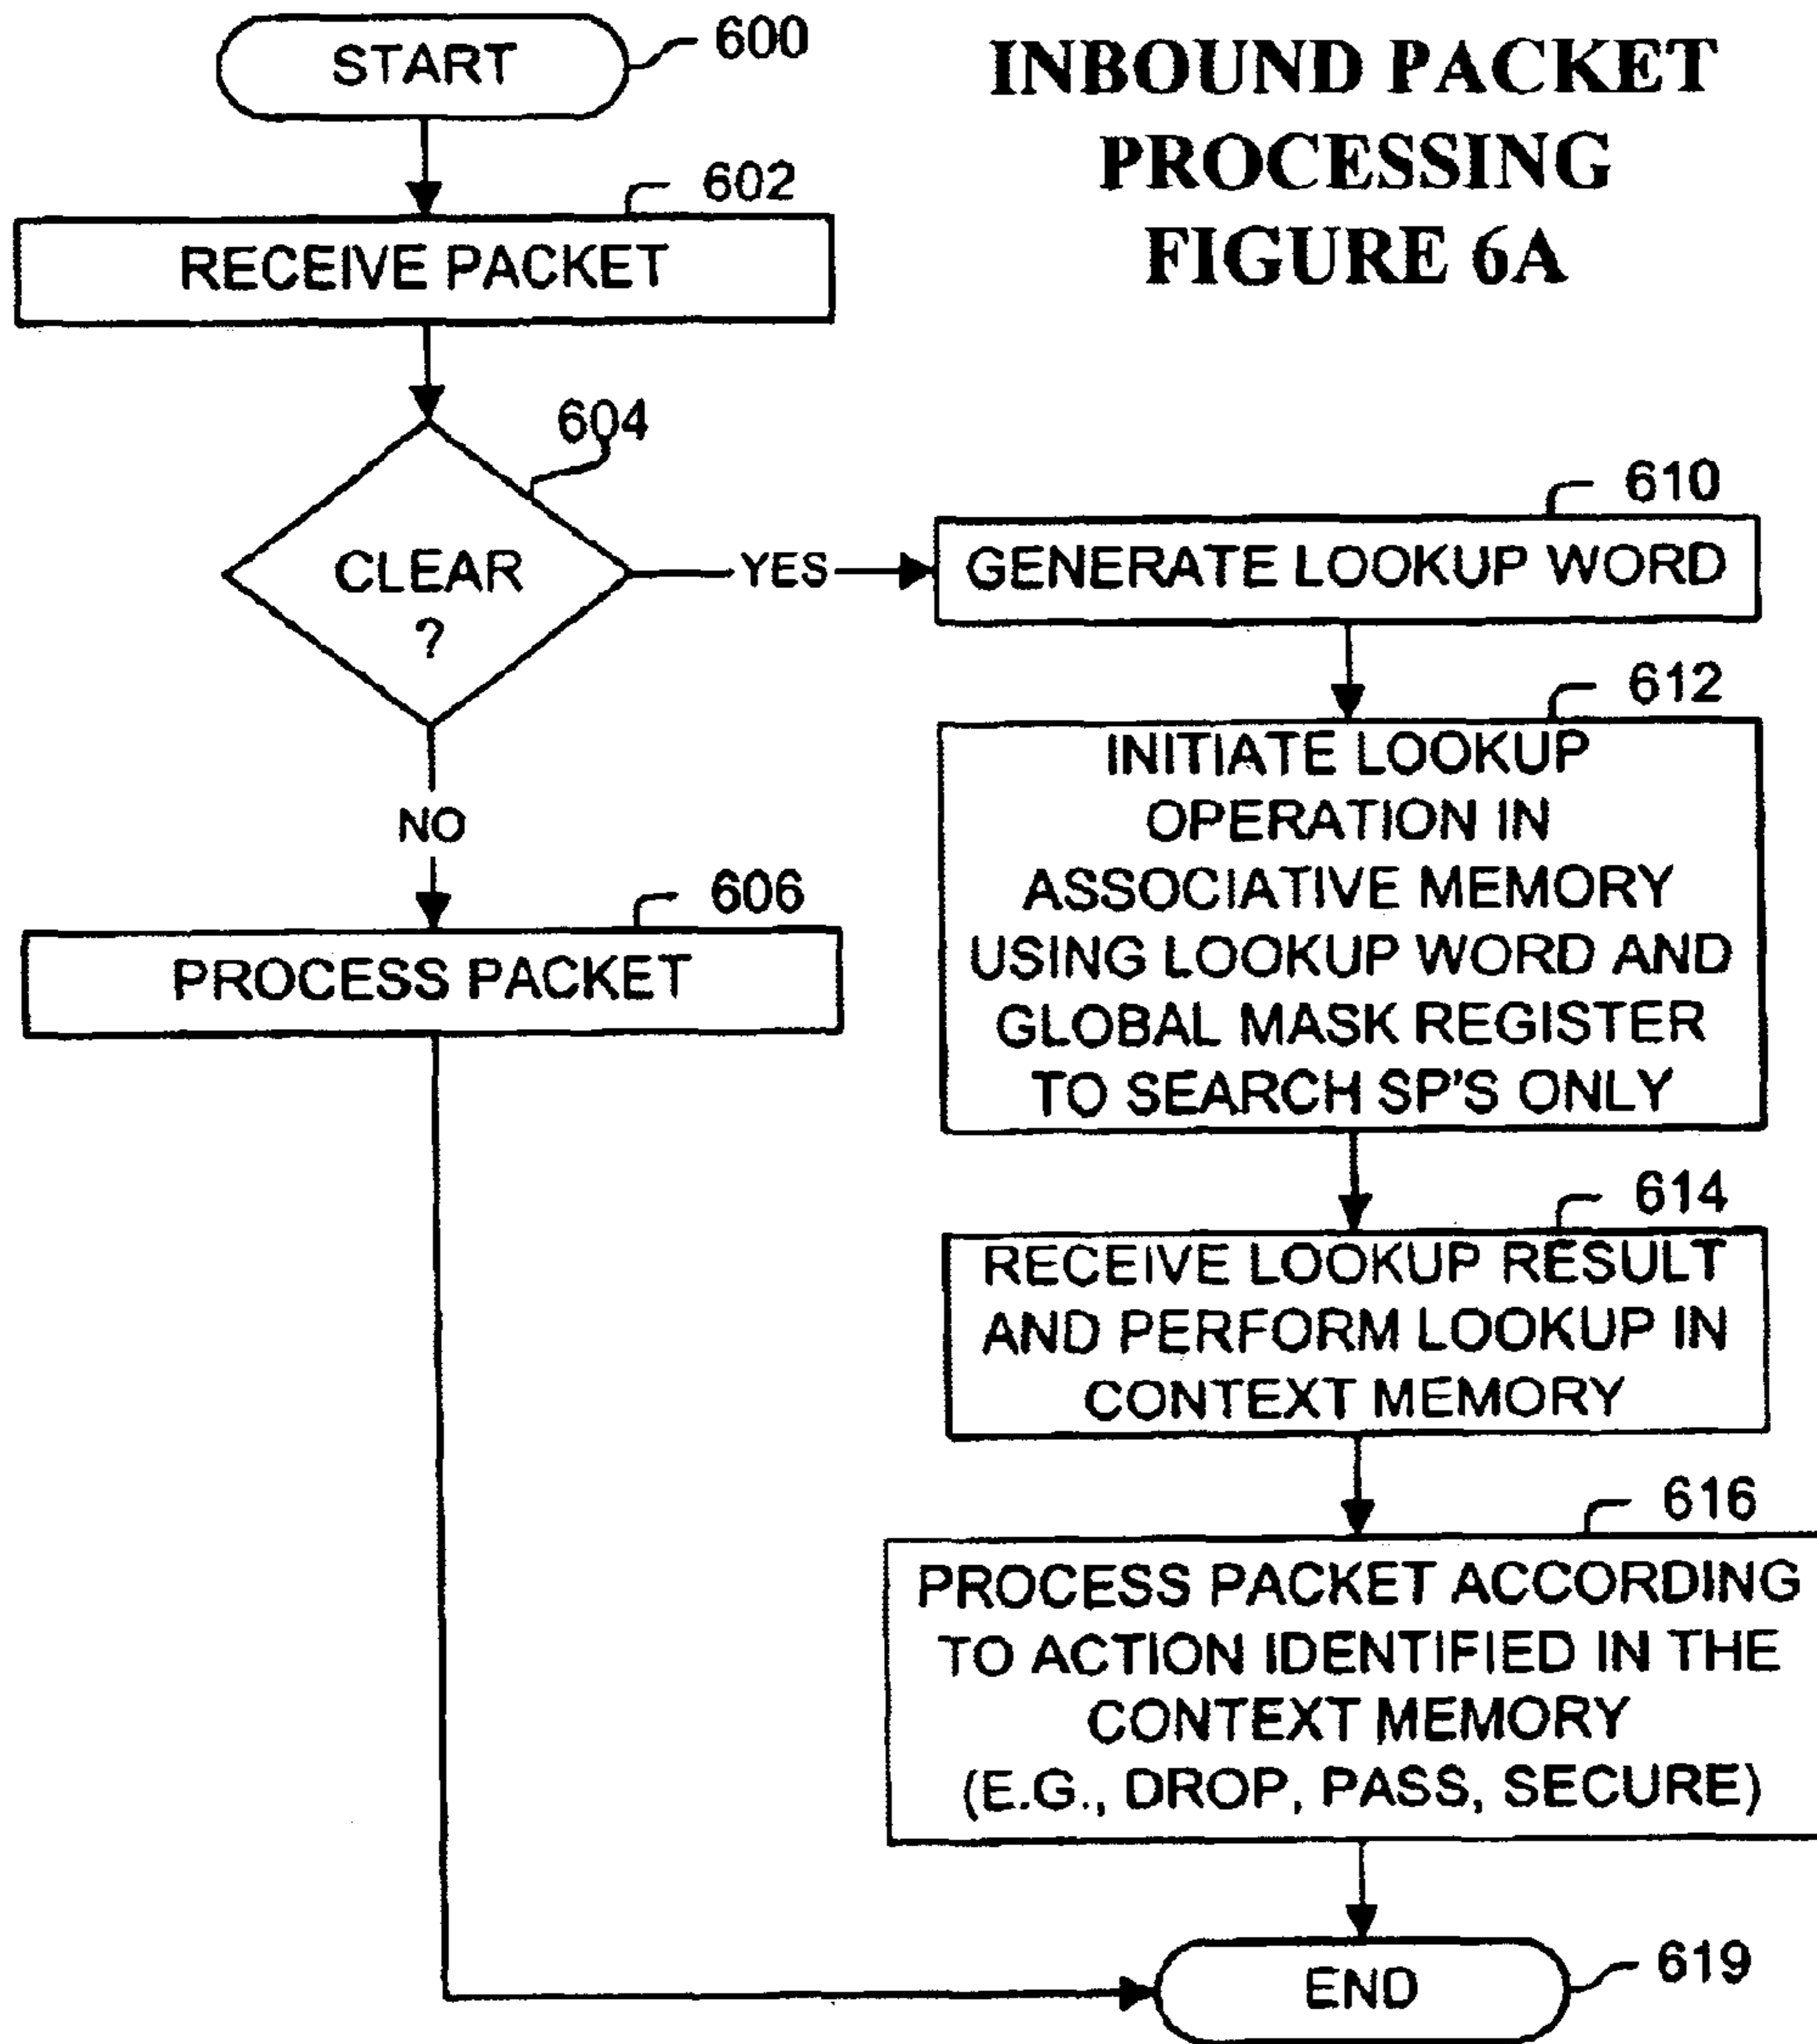 INBOUND PACKET
PROCESSING
FIGURE 6A
START
600
602
RECEIVE PACKET
604
CLEAR
?
YES
NO
606
PROCESS PACKET
610
GENERATE LOOKUP WORD
612
INITIATE LOOKUP
OPERATION IN
ASSOCIATIVE MEMORY
USING LOOKUP WORD AND
GLOBAL MASK REGISTER
TO SEARCH SP'S ONLY
614
RECEIVE LOOKUP RESULT
AND PERFORM LOOKUP IN
CONTEXT MEMORY
616
PROCESS PACKET ACCORDING
TO ACTION IDENTIFIED IN THE
CONTEXT MEMORY
(E.G., DROP, PASS, SECURE)
END
619